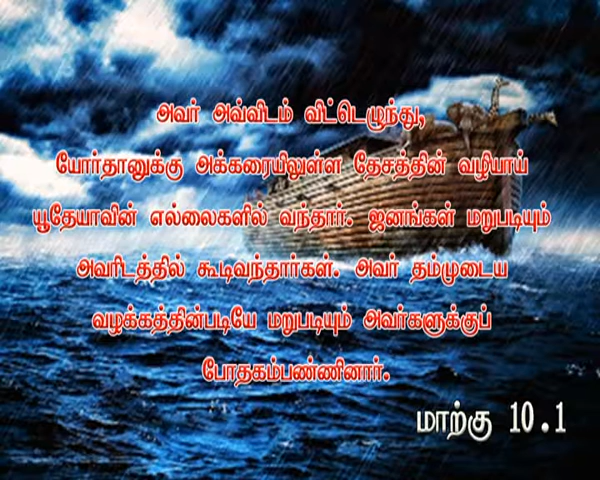 அவர் அவ்விடம் விட்டெழுந்து,
யோர்தானுக்கு அக்கரையிலுள்ள தேசத்தின் வழியாய்
யூதேயாவின் எல்லைகளில் வந்தார். ஜனங்கள் மறுபடியும்
அவரிடத்தில் கூடிவந்தார்கள். அவர் தம்முடைய
வழக்கத்தின்படியே மறுபடியும் அவர்களுக்குப்
போதகம்பண்ணினார்.
மாற்கு 10.1